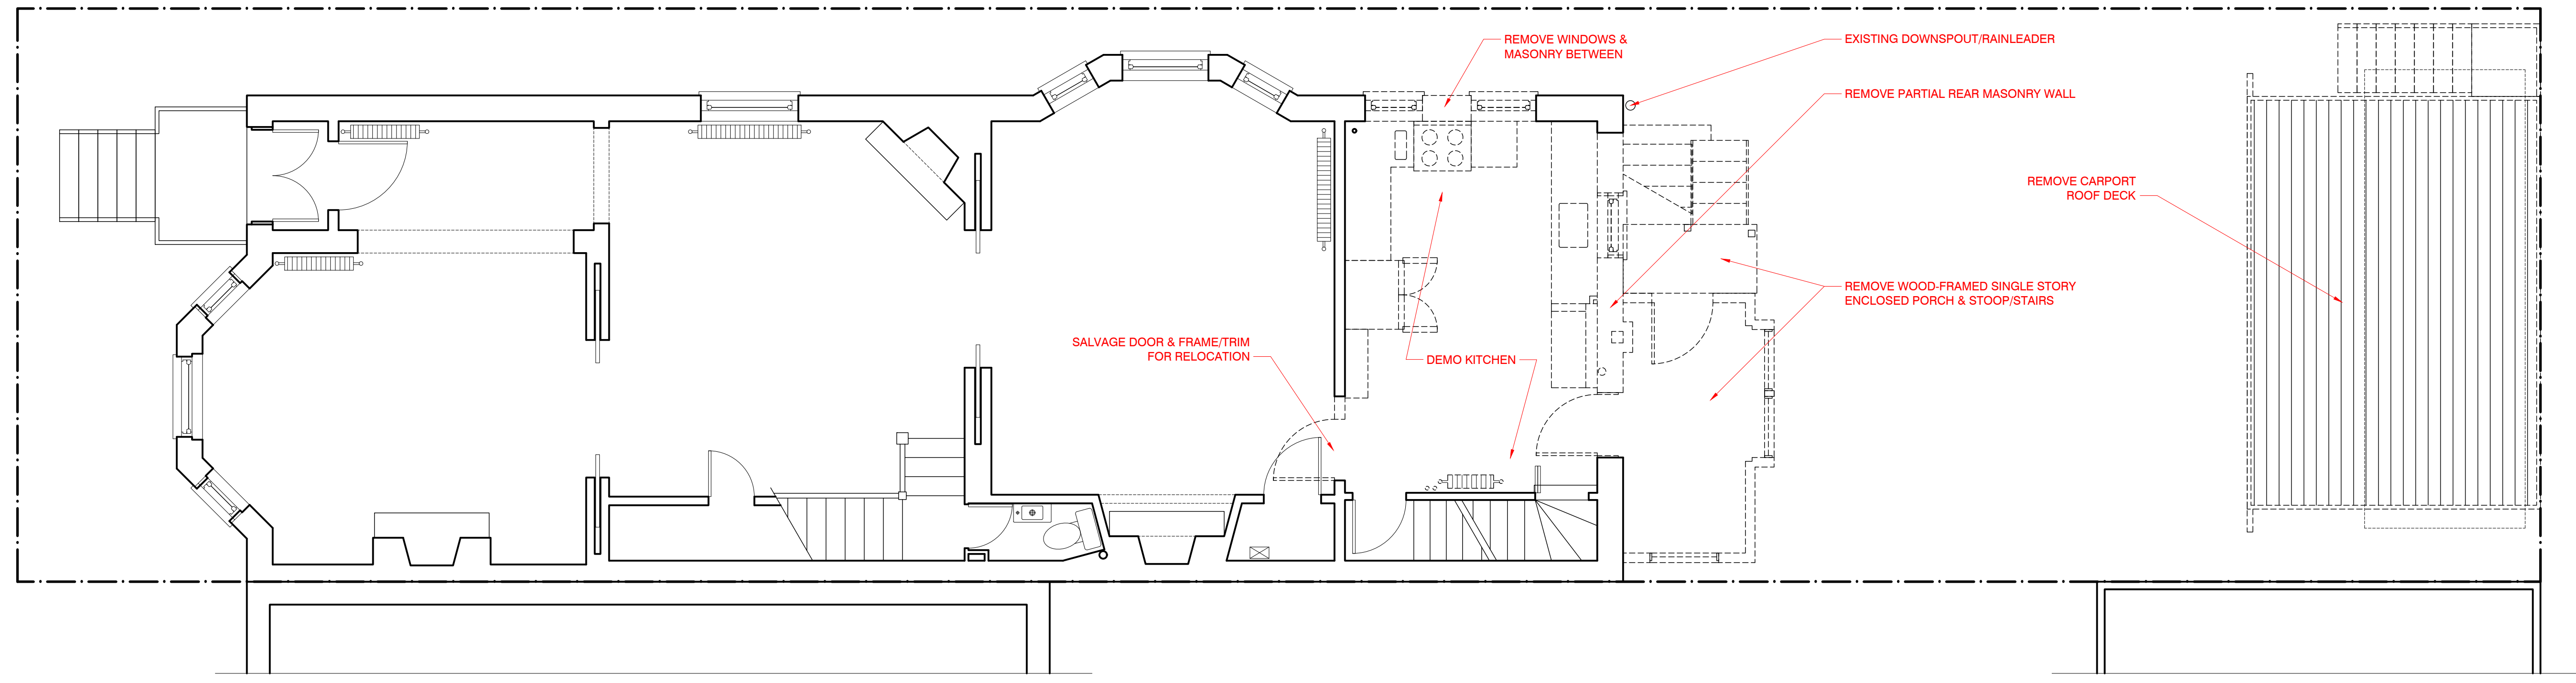 REMOVE WINDOWS &
MASONRY BETWEEN
EXISTING DOWNSPOUT/RAINLEADER
REMOVE PARTIAL REAR MASONRY WALL
REMOVE CARPORT
ROOF DECK
REMOVE WOOD-FRAMED SINGLE STORY
ENCLOSED PORCH & STOOP/STAIRS
SALVAGE DOOR & FRAME/TRIM
FOR RELOCATION
DEMO KITCHEN